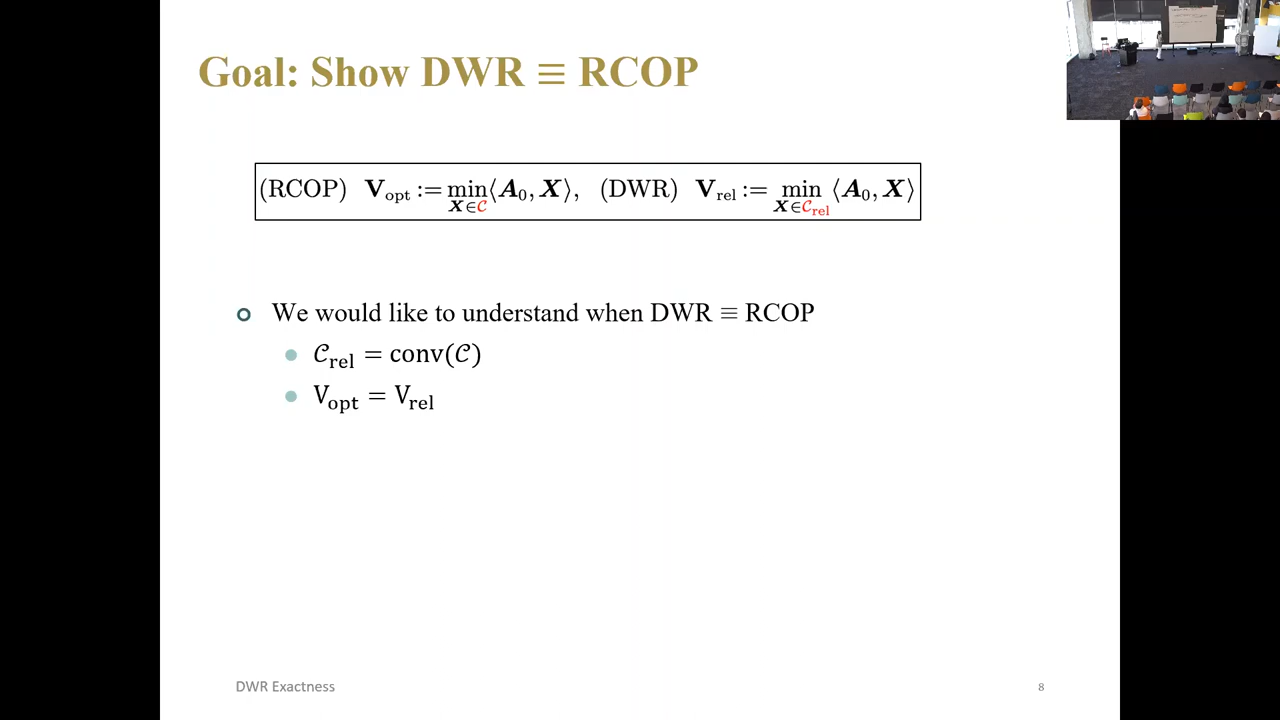 Goal: Show DWR ≡ RCOP
(RCOP) V_opt := min_{X∈C} ⟨A_0, X⟩, (DWR) V_rel := min_{X∈C_rel} ⟨A_0, X⟩
We would like to understand when DWR ≡ RCOP
𝒞_rel = conv(𝒞)
V_opt = V_rel
DWR Exactness
8